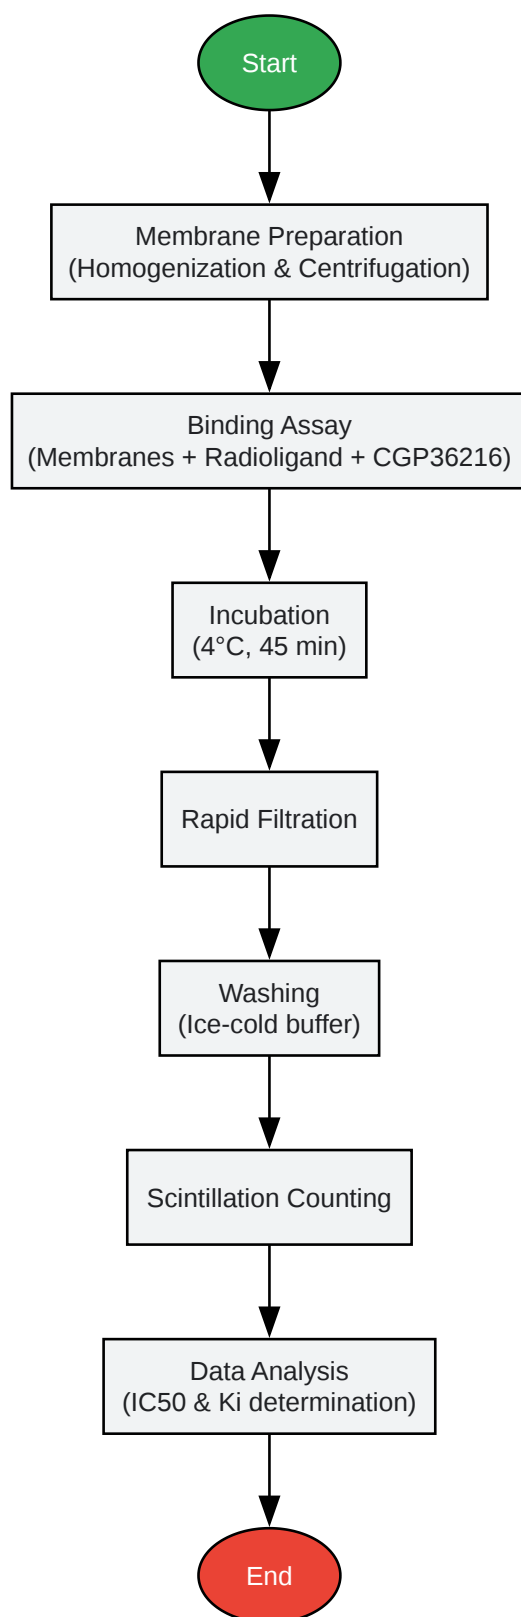 Start
Membrane Preparation
(Homogenization & Centrifugation)
Binding Assay
(Membranes + Radioligand + CGP36216)
Incubation
(4°C, 45 min)
Rapid Filtration
Washing
(Ice-cold buffer)
Scintillation Counting
Data Analysis
(IC50 & Ki determination)
End